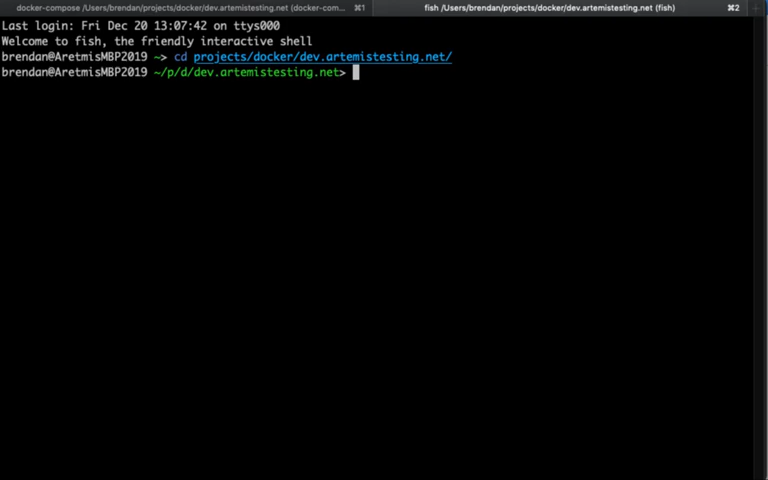 docker-compose /Users/brendan/projects/docker/dev.artemistesting.net (docker-com... ⌘1
fish /Users/brendan/projects/docker/dev.artemistesting.net (fish) ⌘2
Last login: Fri Dec 20 13:07:42 on ttys000
Welcome to fish, the friendly interactive shell
brendan@AretmisMBP2019 ~> cd projects/docker/dev.artemistesting.net/
brendan@AretmisMBP2019 ~/p/d/dev.artemistesting.net>